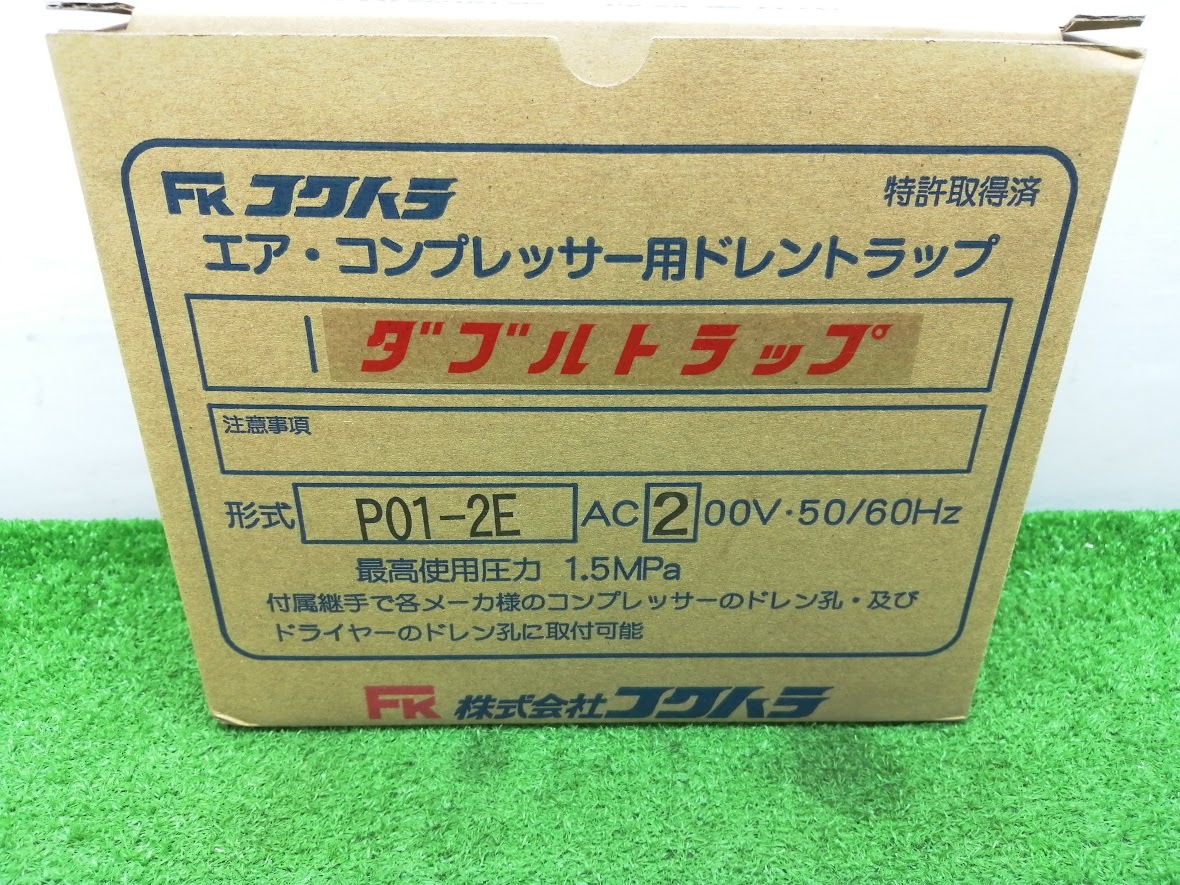 FK フクハラ
特許取得済
エア・コンプレッサー用ドレントラップ
ダブルトラップ
注意事項
形式 P01-2E AC 200V・50/60Hz
最高使用圧力 1.5MPa
付属継手で各メーカ様のコンプレッサーのドレン孔・及び
ドライヤーのドレン孔に取付可能
FK 株式会社フクハラ